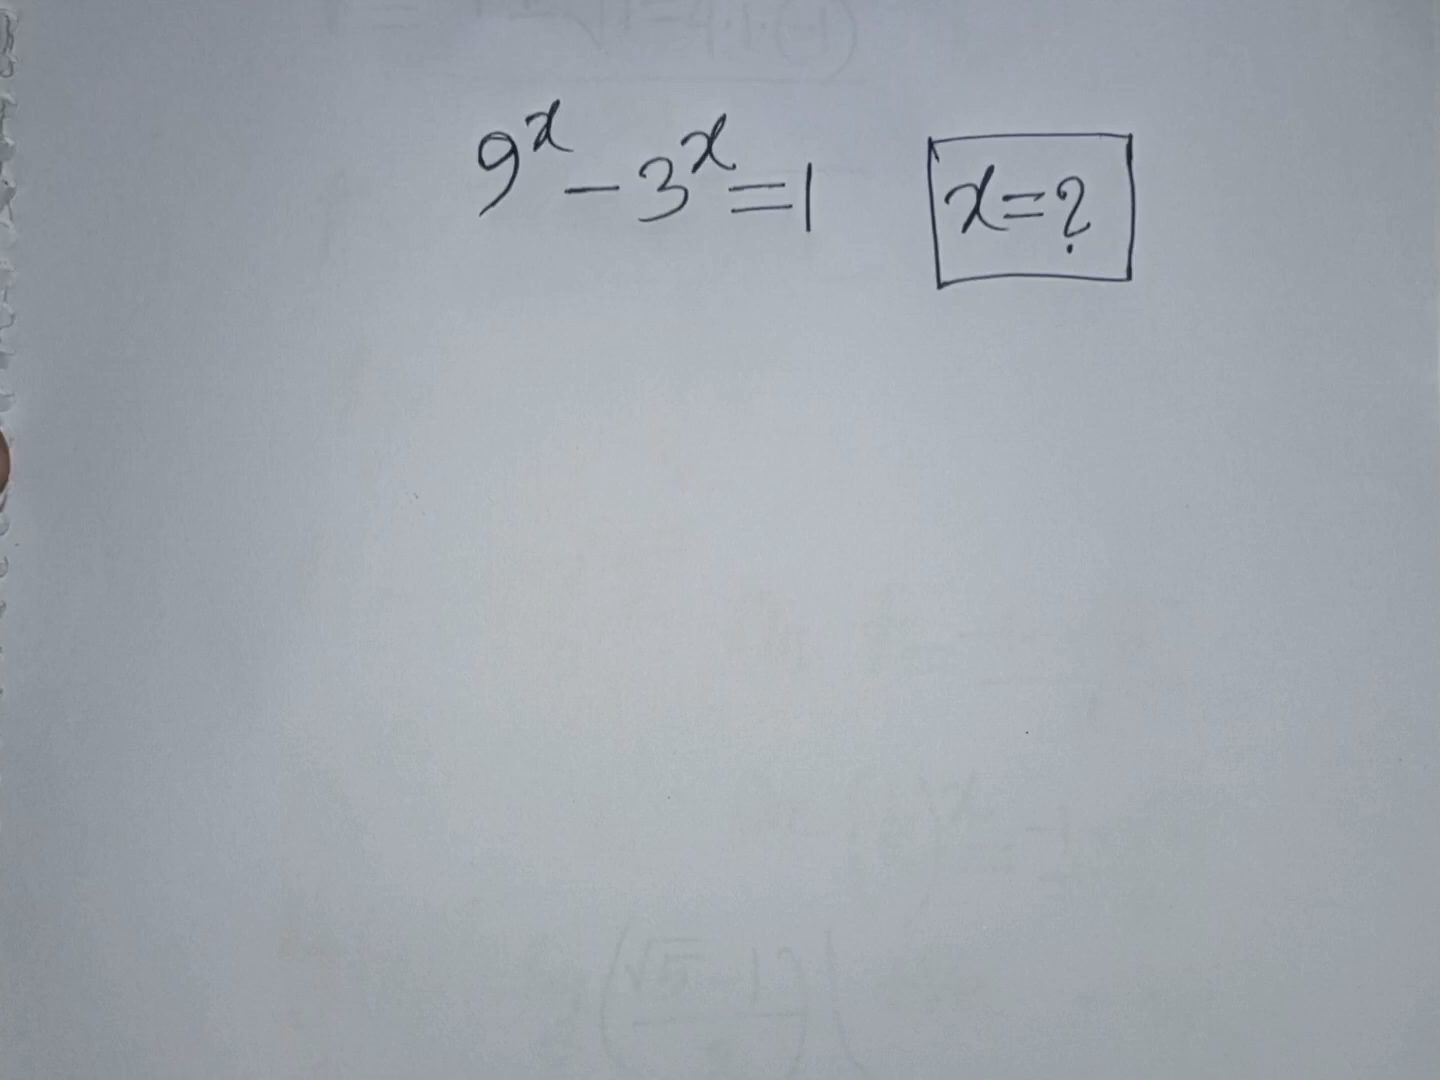 9^x - 3^x = 1 x = ?